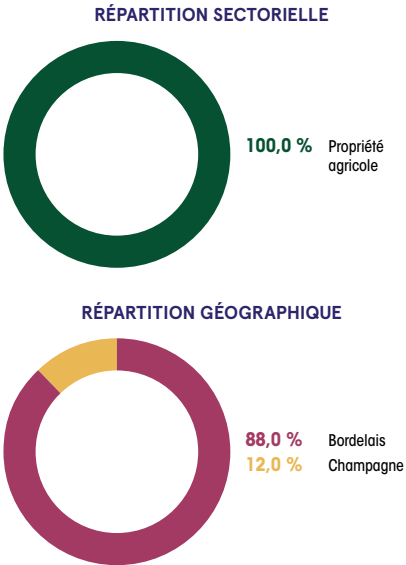 RÉPARTITION SECTORIELLE
100,0 % Propriété
agricole
RÉPARTITION GÉOGRAPHIQUE
88,0 % Bordelais
12,0 % Champagne